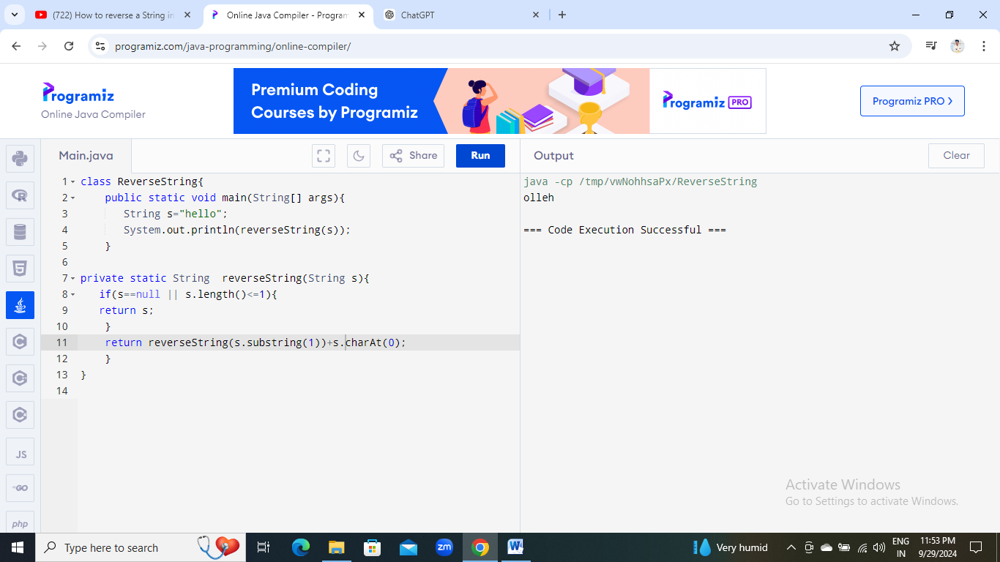 (722) How to reverse a String in
Online Java Compiler - Program
ChatGPT
programiz.com/java-programming/online-compiler/
Programiz
Online Java Compiler
Premium Coding
Courses by Programiz
Programiz PRO
Programiz PRO >
Main.java
Share
Run
Output
Clear
1 class ReverseString{
2 public static void main(String[] args){
3 String s="hello";
4 System.out.println(reverseString(s));
5 }
6
7 private static String  reverseString(String s){
8 if(s==null || s.length()<=1){
9 return s;
10 }
11 return reverseString(s.substring(1))+s.charAt(0);
12 }
13 }
14
java -cp /tmp/vwNohhsaPx/ReverseString
olleh
=== Code Execution Successful ===
JS
GO
php
Activate Windows
Go to Settings to activate Windows.
Type here to search
zm
W
Very humid
ENG
IN
11:53 PM
9/29/2024